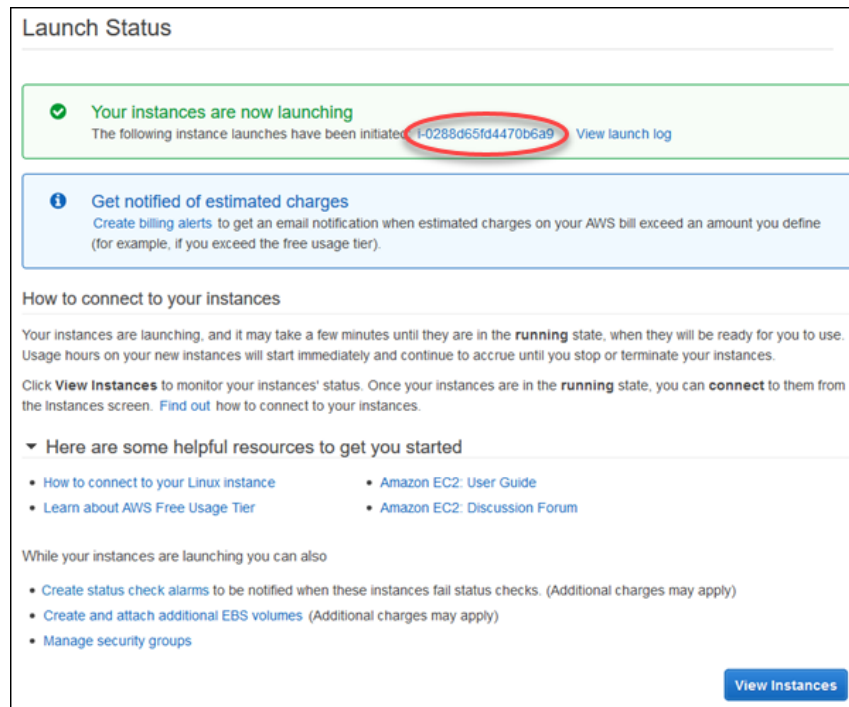 Launch Status
Your instances are now launching
The following instance launches have been initiated i-0288d65fd4470b6a9 View launch log
Get notified of estimated charges
Create billing alerts to get an email notification when estimated charges on your AWS bill exceed an amount you define
(for example, if you exceed the free usage tier).
How to connect to your instances
Your instances are launching, and it may take a few minutes until they are in the running state, when they will be ready for you to use.
Usage hours on your new instances will start immediately and continue to accrue until you stop or terminate your instances.
Click View Instances to monitor your instances' status. Once your instances are in the running state, you can connect to them from
the Instances screen. Find out how to connect to your instances.
Here are some helpful resources to get you started
• How to connect to your Linux instance
• Learn about AWS Free Usage Tier
• Amazon EC2: User Guide
• Amazon EC2: Discussion Forum
While your instances are launching you can also
• Create status check alarms to be notified when these instances fail status checks. (Additional charges may apply)
• Create and attach additional EBS volumes (Additional charges may apply)
• Manage security groups
View Instances